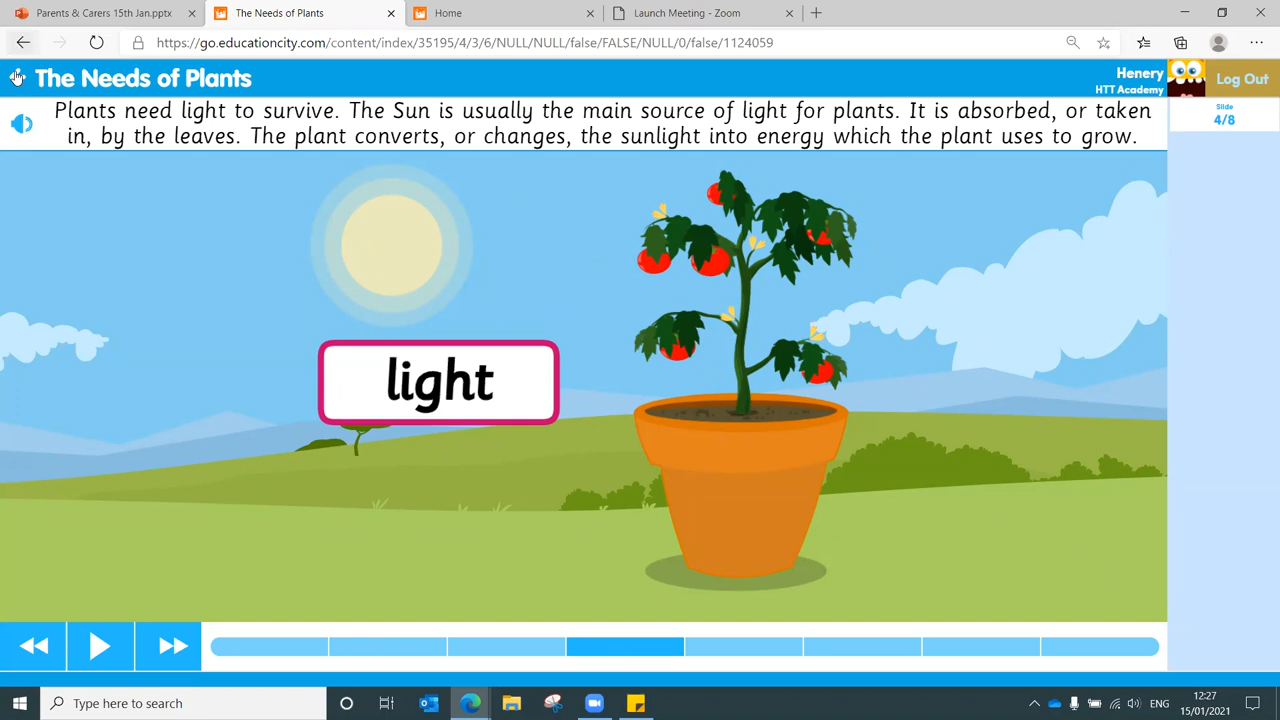 Parents & Carers 15th Jan.pptx
The Needs of Plants
Home
Launch Meeting - Zoom
https://go.educationcity.com/content/index/35195/4/3/6/NULL/NULL/false/FALSE/NULL/0/false/1124059
The Needs of Plants
Henery
HTT Academy
Log Out
Plants need light to survive. The Sun is usually the main source of light for plants. It is absorbed, or taken
in, by the leaves. The plant converts, or changes, the sunlight into energy which the plant uses to grow.
Slide
4/8
light
Type here to search
ENG
12:27
15/01/2021